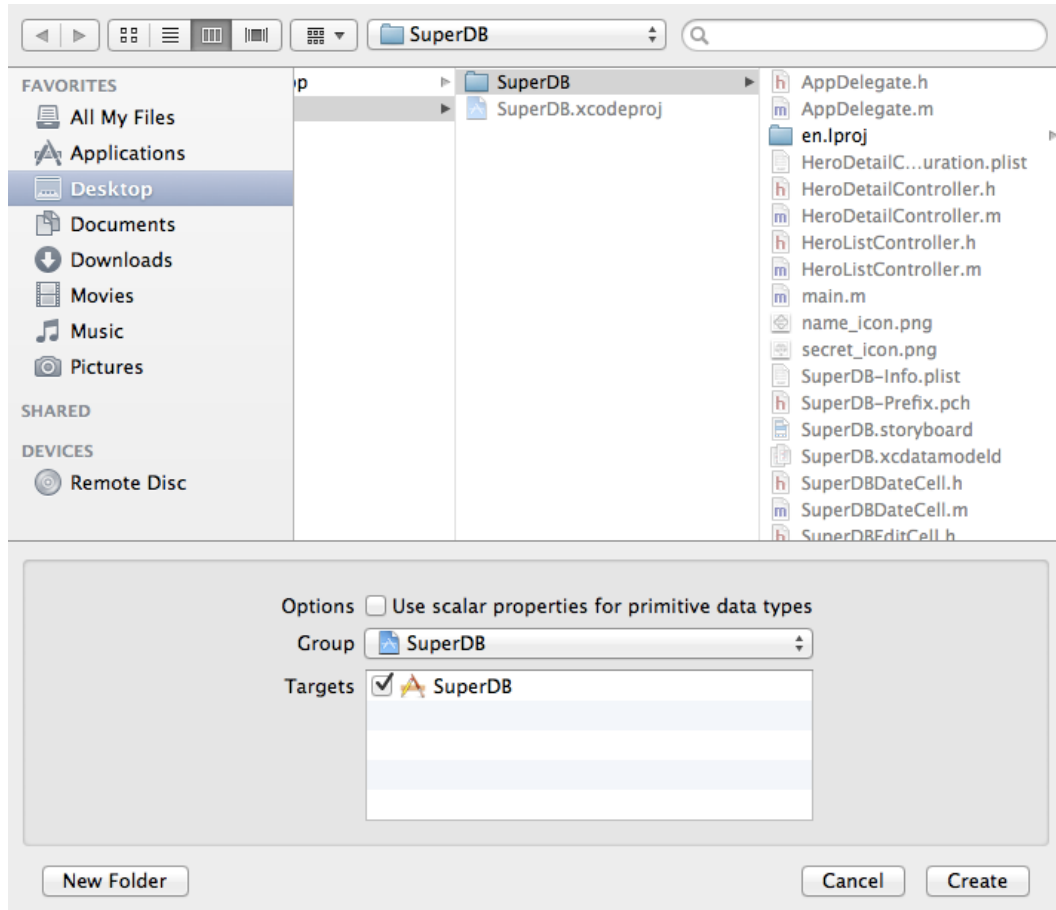 SuperDB
FAVORITES
All My Files
Applications
Desktop
Documents
Downloads
Movies
Music
Pictures
SHARED
DEVICES
Remote Disc
op
SuperDB
SuperDB.xcodeproj
AppDelegate.h
AppDelegate.m
en.lproj
HeroDetailC...uration.plist
HeroDetailController.h
HeroDetailController.m
HeroListController.h
HeroListController.m
main.m
name_icon.png
secret_icon.png
SuperDB-Info.plist
SuperDB-Prefix.pch
SuperDB.storyboard
SuperDB.xcdatamodeld
SuperDBDateCell.h
SuperDBDateCell.m
SuperDBEditCell.h
Options Use scalar properties for primitive data types
Group SuperDB
Targets SuperDB
New Folder
Cancel
Create